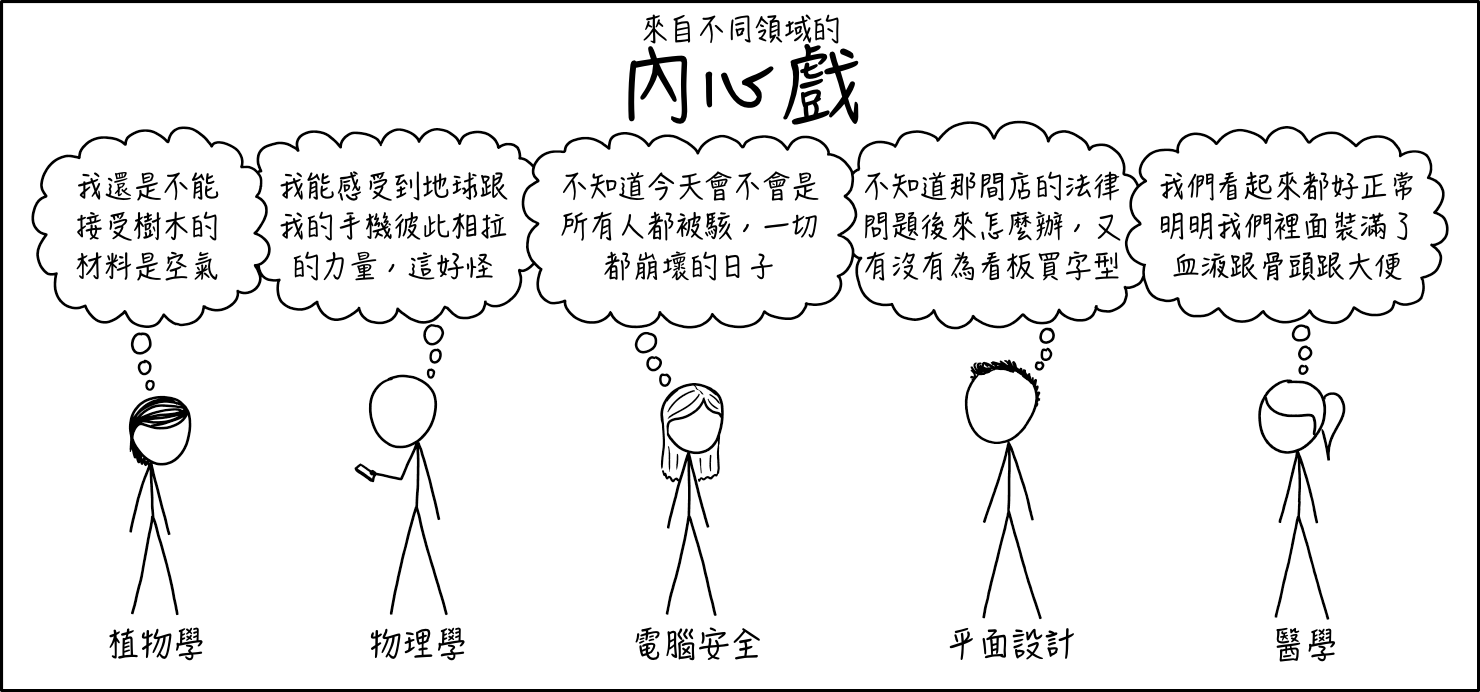 來自不同領域的
內心戲
我還是不能
接受樹木的
材料是空氣
我能感受到地球跟
我的手機彼此相拉
的力量，這好怪
不知道今天會不會是
所有人都被駭，一切
都崩壞的日子
不知道那間店的法律
問題後來怎麼辦，又
有沒有為看板買字型
我們看起來都好正常
明明我們裡面裝滿了
血液跟骨頭跟大便
植物學
物理學
電腦安全
平面設計
醫學